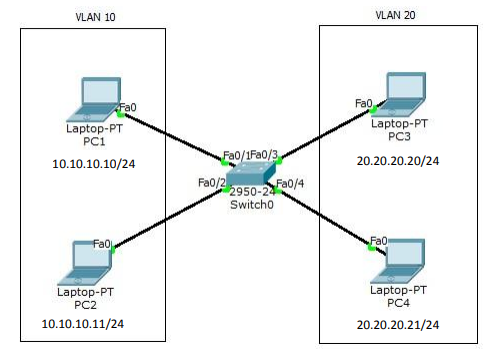 VLAN 10
VLAN 20
Fa0
Laptop-PT
PC1
10.10.10.10/24
Fa0
Laptop-PT
PC3
20.20.20.20/24
Fa0/1
Fa0/3
Fa0/2
Fa0/4
2950-24
Switch0
Fa0
Laptop-PT
PC2
10.10.10.11/24
Fa0
Laptop-PT
PC4
20.20.20.21/24